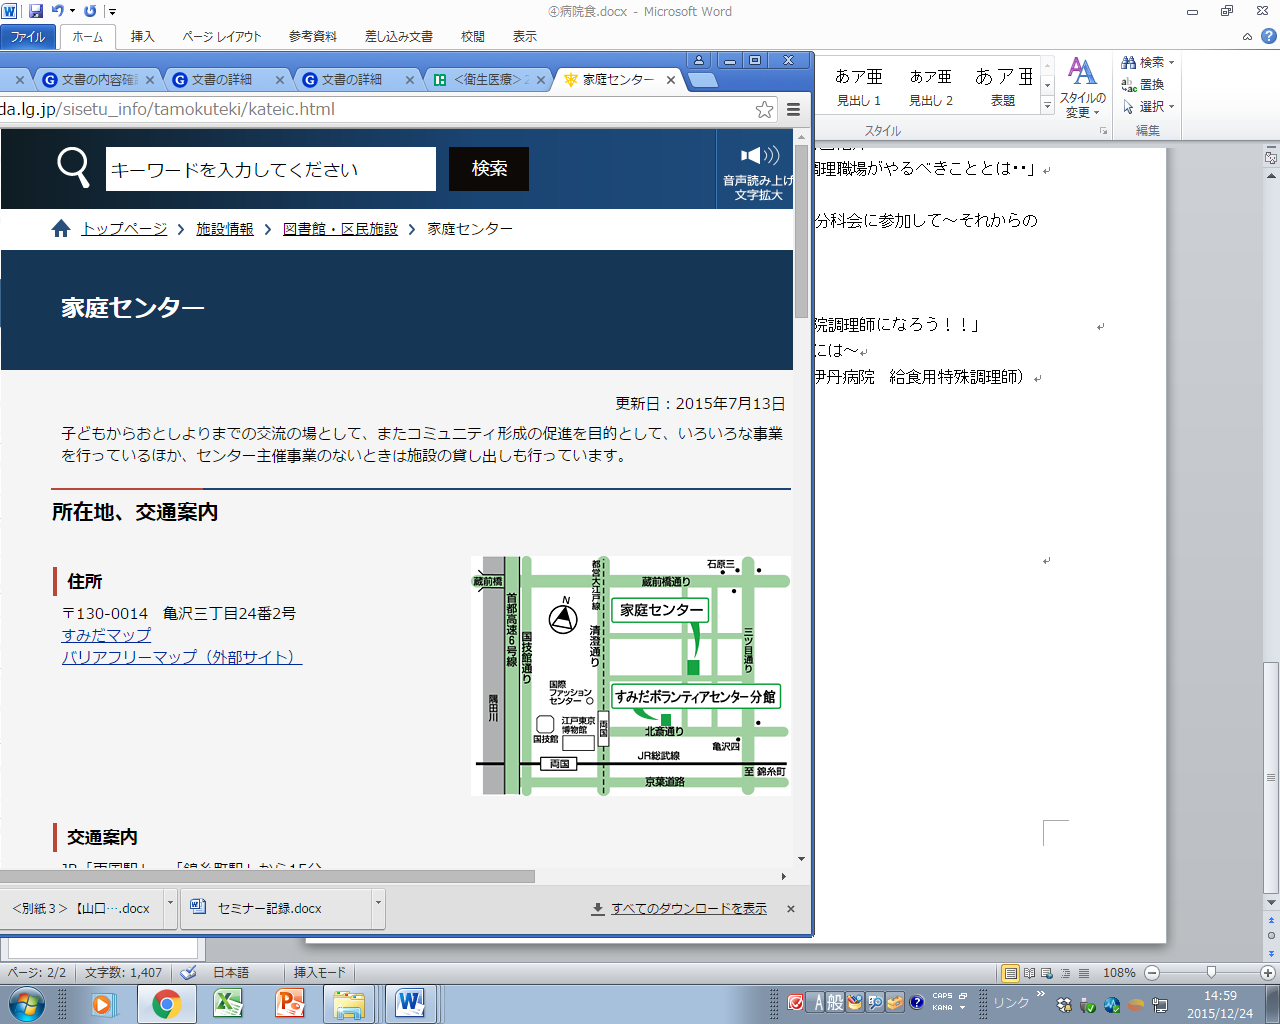 ④病院食.docx - Microsoft Word
ファイル
ホーム
挿入
ページ レイアウト
参考資料
差し込み文書
校閲
表示
文書の内容確
文書の詳細
文書の詳細
＜衛生医療＞2
家庭センター
da.lg.jp/sisetu_info/tamokuteki/kateic.html
あア亜
あア亜
あア亜
見出し 1
見出し 2
表題
スタイルの
変更
検索
置換
選択
スタイル
編集
キーワードを入力してください
検索
音声読み上げ
文字拡大
トップページ
施設情報
図書館・区民施設
家庭センター
家庭センター
更新日：2015年7月13日
子どもからおとしよりまでの交流の場として、またコミュニティ形成の促進を目的として、いろいろな事業
を行っているほか、センター主催事業のないときは施設の貸し出しも行っています。
所在地、交通案内
住所
〒130-0014　亀沢三丁目24番2号
すみだマップ
バリアフリーマップ（外部サイト）
石原三
蔵前橋
蔵前橋通り
都営大江戸線
首都高速6号線
N
家庭センター
清澄通り
国技館通り
三ツ目通り
国際
ファッション
センター
すみだボランティアセンター分館
隅田川
江戸東京
博物館
国技館
両国
北斎通り
亀沢四
JR総武線
両国
至 錦糸町
京葉道路
交通案内
JR「両国駅」、「錦糸町駅」から15分
調理職場がやるべきこととは・・」
分科会に参加して～それからの
院調理師になろう！！」
には～
伊丹病院　給食用特殊調理師）
＜別紙３＞【山口….docx
セミナー記録.docx
すべてのダウンロードを表示
ページ: 2/2
文字数: 1,407
日本語
挿入モード
108%
A
般
CAPS
KANA
リンク
14:59
2015/12/24